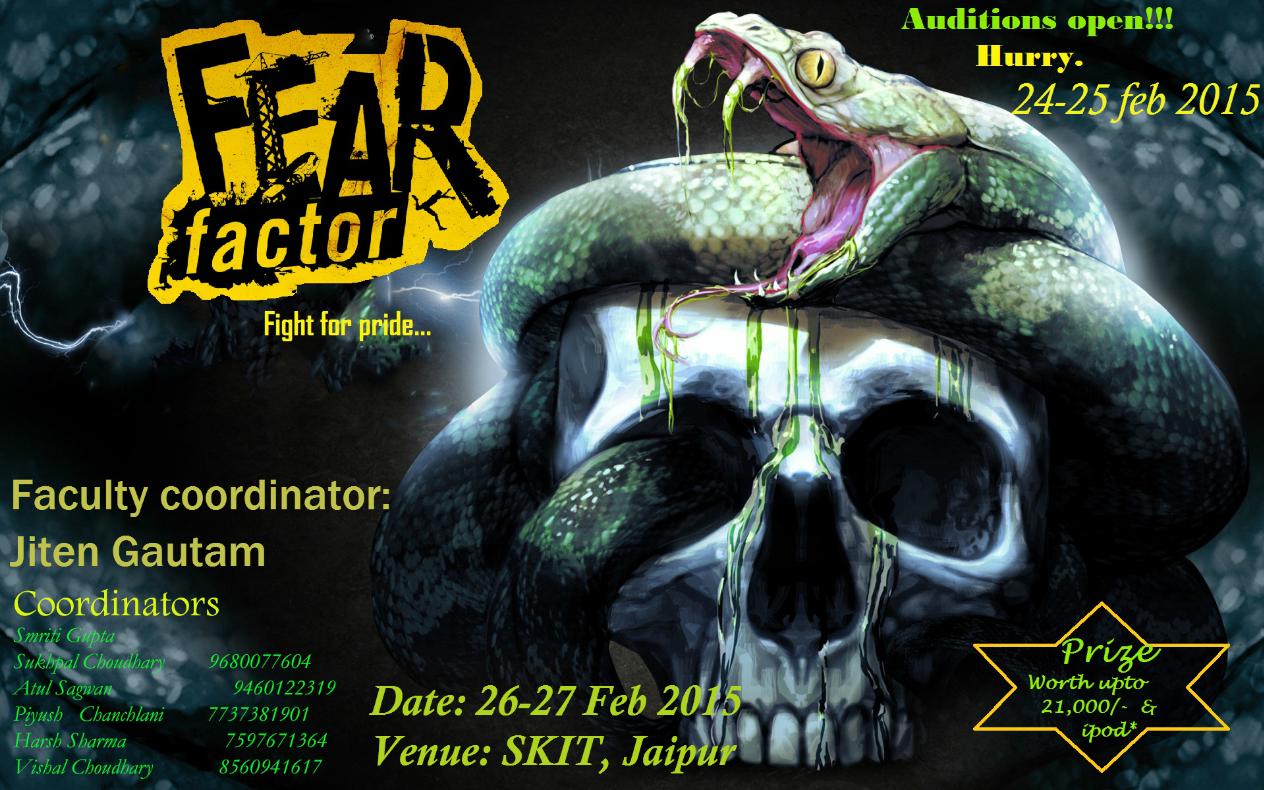 Auditions open!!!
Hurry.
24-25 feb 2015
FEAR
factor
Fight for pride...
Faculty coordinator:
Jiten Gautam
Coordinators
Smriti Gupta
Sukhpal Choudhary 9680077604
Atul Sagwan 9460122319
Piyush Chanchlani 7737381901
Harsh Sharma 7597671364
Vishal Choudhary 8560941617
Date: 26-27 Feb 2015
Venue: SKIT, Jaipur
Prize
Worth upto
21,000/- &
ipod*